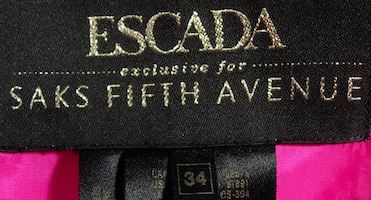 ESCADA
exclusive for
SAKS FIFTH AVENUE
34